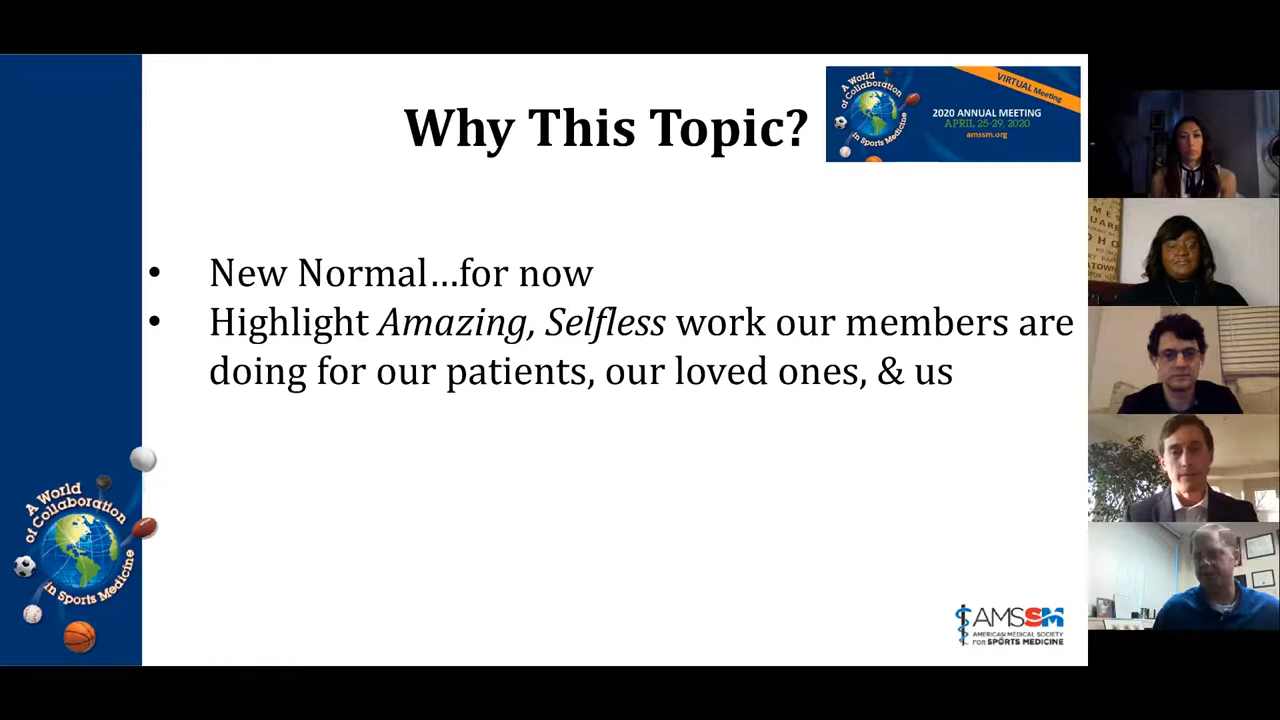 Why This Topic?
VIRTUAL Meeting
A World
of Collaboration
in Sports Medicine
2020 ANNUAL MEETING
APRIL 25-29, 2020
amssm.org
• New Normal...for now
• Highlight Amazing, Selfless work our members are
doing for our patients, our loved ones, & us
A World
of Collaboration
in Sports Medicine
AMSSM
AMERICAN MEDICAL SOCIETY
FOR SPORTS MEDICINE